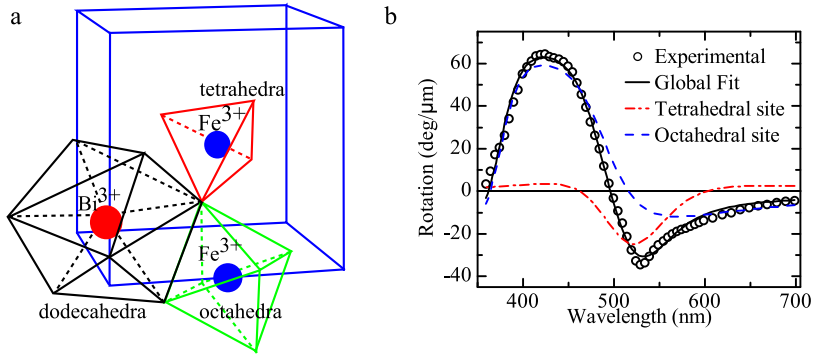 a
tetrahedra
Fe3+
Bi3+
Fe3+
dodecahedra
octahedra
b
Rotation (deg/μm)
60
40
20
0
-20
-40
Experimental
Global Fit
Tetrahedral site
Octahedral site
400 500 600 700
Wavelength (nm)